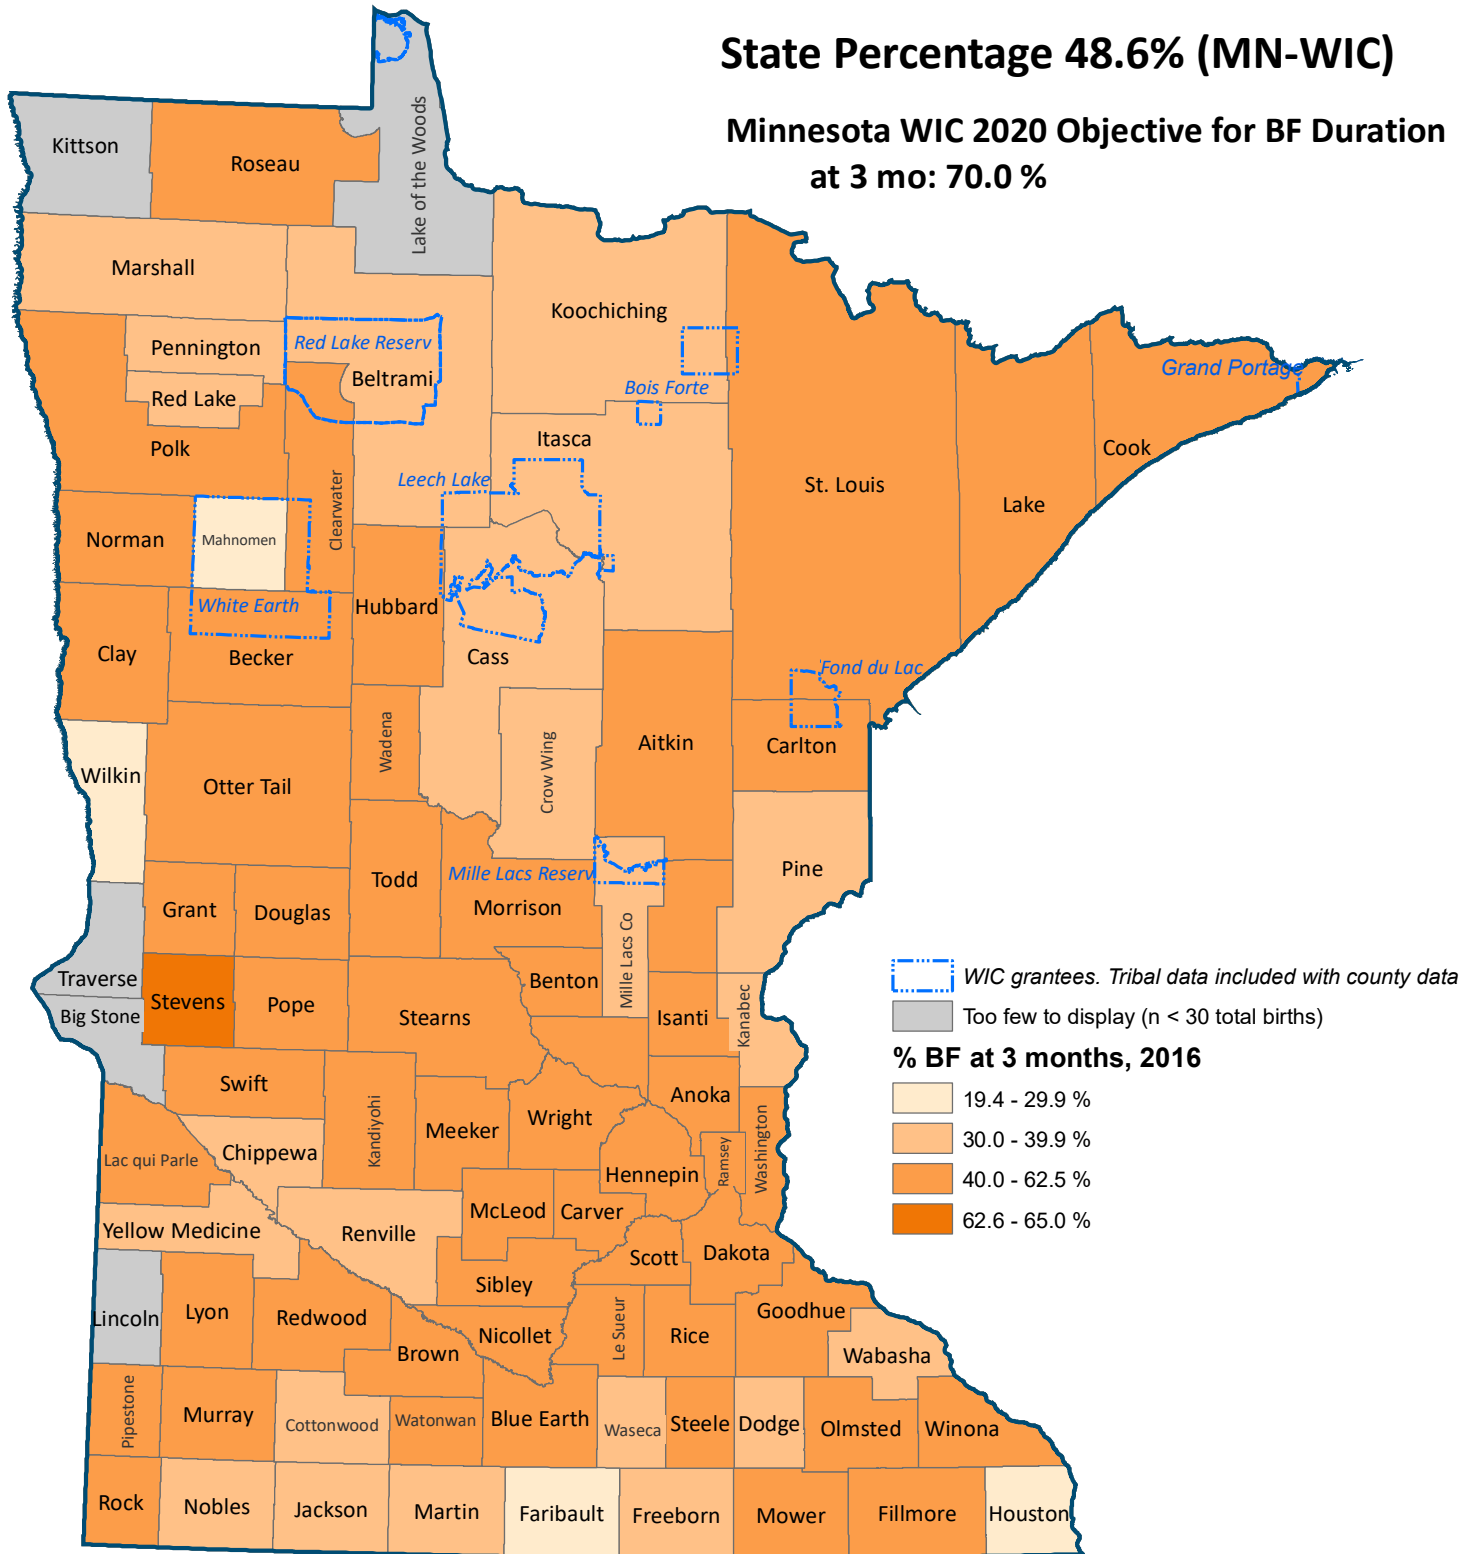 State Percentage 48.6% (MN-WIC)
Minnesota WIC 2020 Objective for BF Duration
at 3 mo: 70.0 %
Kittson
Roseau
Lake of the Woods
Marshall
Koochiching
Pennington
Red Lake Reserv
Beltrami
Red Lake
Bois Forte
Grand Portage
Polk
Itasca
Cook
Leech Lake
St. Louis
Lake
Clearwater
Norman
Mahnomen
White Earth
Hubbard
Clay
Becker
Cass
Fond du Lac
Wadena
Aitkin
Carlton
Wilkin
Otter Tail
Crow Wing
Pine
Todd
Mille Lacs Reserv
Grant
Douglas
Morrison
Mille Lacs Co
Traverse
Stevens
Pope
Benton
Big Stone
Stearns
Isanti
Kanabec
Swift
Anoka
Kandiyohi
Meeker
Wright
Washington
Lac qui Parle
Chippewa
Hennepin
Ramsey
Yellow Medicine
Renville
McLeod
Carver
Scott
Dakota
Sibley
Lincoln
Lyon
Redwood
Nicollet
Le Sueur
Rice
Goodhue
Brown
Wabasha
Pipestone
Murray
Cottonwood
Watonwan
Blue Earth
Waseca
Steele
Dodge
Olmsted
Winona
Rock
Nobles
Jackson
Martin
Faribault
Freeborn
Mower
Fillmore
Houston
WIC grantees. Tribal data included with county data
Too few to display (n < 30 total births)
% BF at 3 months, 2016
19.4 - 29.9 %
30.0 - 39.9 %
40.0 - 62.5 %
62.6 - 65.0 %